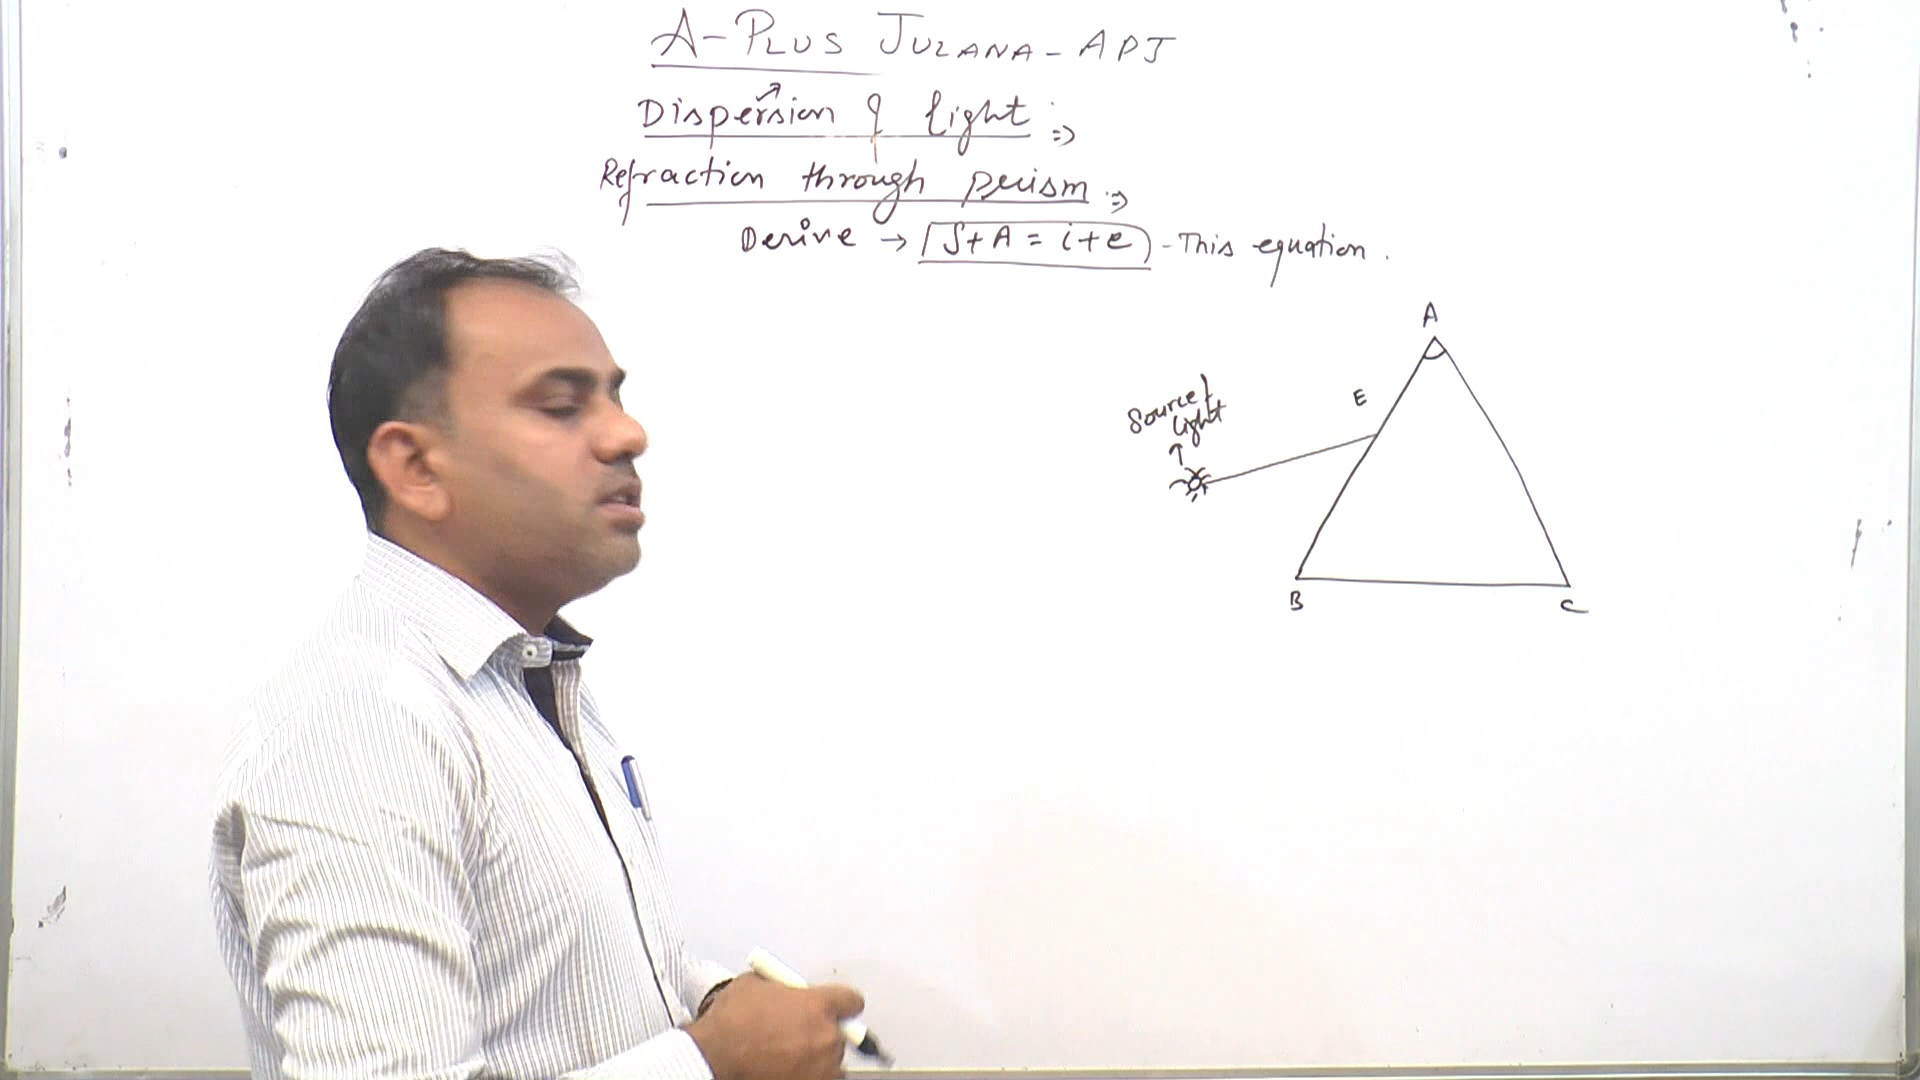 A-PLUS JULANA-APJ
Dispersion of light :⇒
Refraction through prism :⇒
Derive → δ+A = i+e - This equation.
A
E
Source of
light
↑
B
C